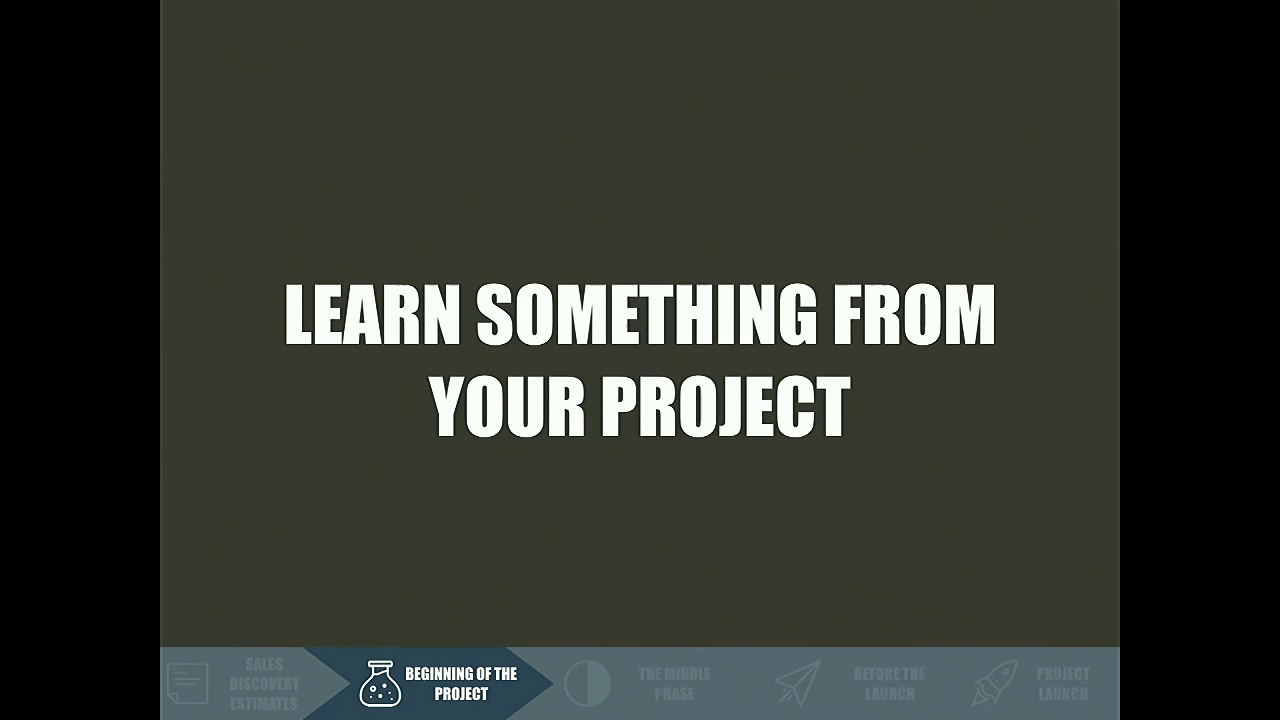 LEARN SOMETHING FROM
YOUR PROJECT
SALES
DISCOVERY
ESTIMATES
BEGINNING OF THE
PROJECT
THE MIDDLE
PHASE
BEFORE THE
LAUNCH
PROJECT
LAUNCH